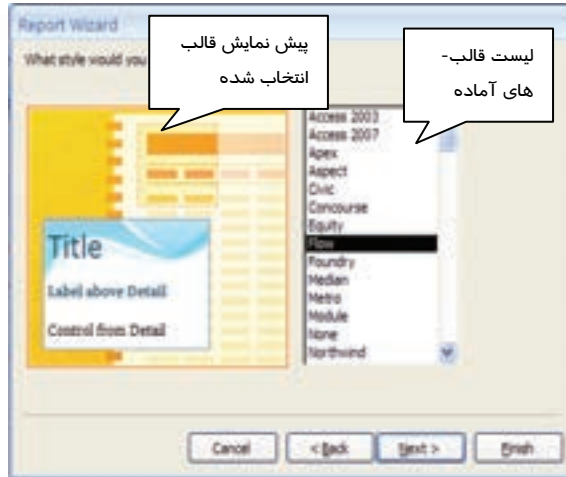 Report Wizard
What style would you
پیش نمایش قالب
انتخاب شده
لیست قالب-
های آماده
Title
Label above Detail
Control from Detail
Access 2003
Access 2007
Apex
Aspect
Civic
Concourse
Equity
Flow
Foundry
Median
Metro
Module
None
Northwind
Cancel
< Back
Next >
Finish